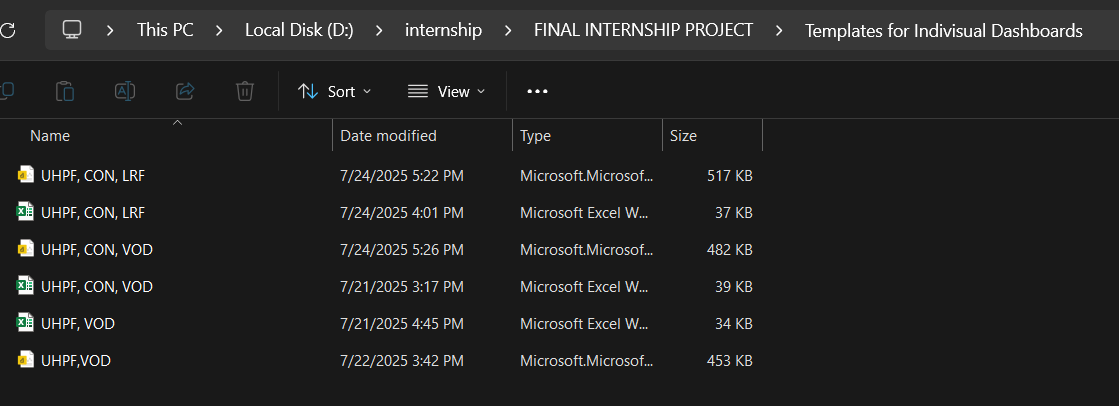 This PC > Local Disk (D:) > internship > FINAL INTERNSHIP PROJECT > Templates for Indivisual Dashboards
Sort View
Name Date modified Type Size
UHPF, CON, LRF 7/24/2025 5:22 PM Microsoft.Microsof... 517 KB
UHPF, CON, LRF 7/24/2025 4:01 PM Microsoft Excel W... 37 KB
UHPF, CON, VOD 7/24/2025 5:26 PM Microsoft.Microsof... 482 KB
UHPF, CON, VOD 7/21/2025 3:17 PM Microsoft Excel W... 39 KB
UHPF, VOD 7/21/2025 4:45 PM Microsoft Excel W... 34 KB
UHPF,VOD 7/22/2025 3:42 PM Microsoft.Microsof... 453 KB